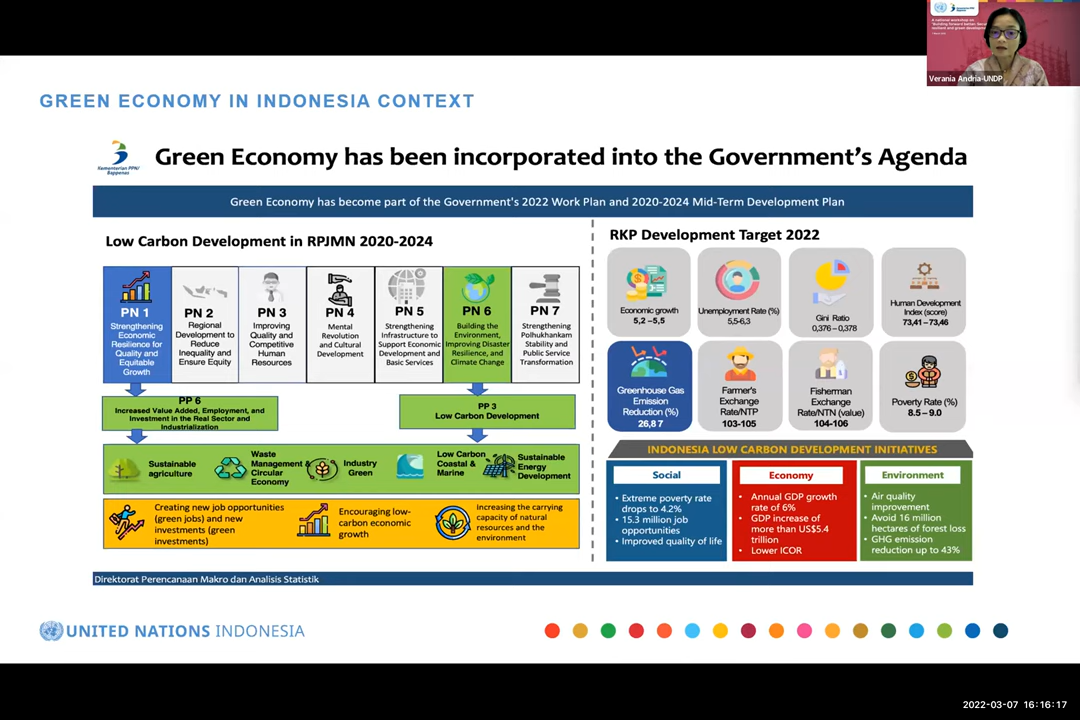 A national workshop on
Verania Andria-UNDP
GREEN ECONOMY IN INDONESIA CONTEXT
Kementerian PPN/
Bappenas
Green Economy has been incorporated into the Government's Agenda
Green Economy has become part of the Government's 2022 Work Plan and 2020-2024 Mid-Term Development Plan
Low Carbon Development in RPJMN 2020-2024
PN 1
Strengthening
Economic
Resilience for
Quality and
Equitable
Growth
PN 2
Regional
Development to
Reduce
Inequality and
Ensure Equity
PN 3
Improving
Quality and
Competitive
Human
Resources
PN 4
Mental
Revolution
and Cultural
Development
PN 5
Strengthening
Infrastructure to
Support Economic
Development and
Basic Services
PN 6
Building the
Environment,
Improving Disaster
Resilience, and
Climate Change
PN 7
Strengthening
Polhukhankam
Stability and
Public Service
Transformation
PP 6
Increased Value Added, Employment, and
Investment in the Real Sector and
Industrialization
PP 3
Low Carbon Development
Sustainable
agriculture
Waste
Management
Circular
Economy
Industry
Green
Low Carbon
Coastal &
Marine
Sustainable
Energy
Development
Creating new job opportunities
(green jobs) and new
investments (green
investments)
Encouraging low-
carbon economic
growth
Increasing the carrying
capacity of natural
resources and the
environment
RKP Development Target 2022
Economic growth
5,2 –5,5
Unemployment Rate (%)
5,5-6,3
Gini Ratio
0,376 – 0,378
Human Development
Index (score)
73,41 – 73,46
Greenhouse Gas
Emission
Reduction (%)
26,8 7
Farmer's
Exchange
Rate/NTP
103-105
Fisherman
Exchange
Rate/NTN (value)
104-106
Poverty Rate (%)
8.5 – 9.0
INDONESIA LOW CARBON DEVELOPMENT INITIATIVES
Social
• Extreme poverty rate
drops to 4.2%
• 15.3 million job
opportunities
• Improved quality of life
Economy
• Annual GDP growth
rate of 6%
• GDP increase of
more than US$5.4
trillion
• Lower ICOR
Environment
• Air quality
improvement
• Avoid 16 million
hectares of forest loss
• GHG emission
reduction up to 43%
Direktorat Perencanaan Makro dan Analisis Statistik
UNITED NATIONS INDONESIA
2022-03-07 16:16:17